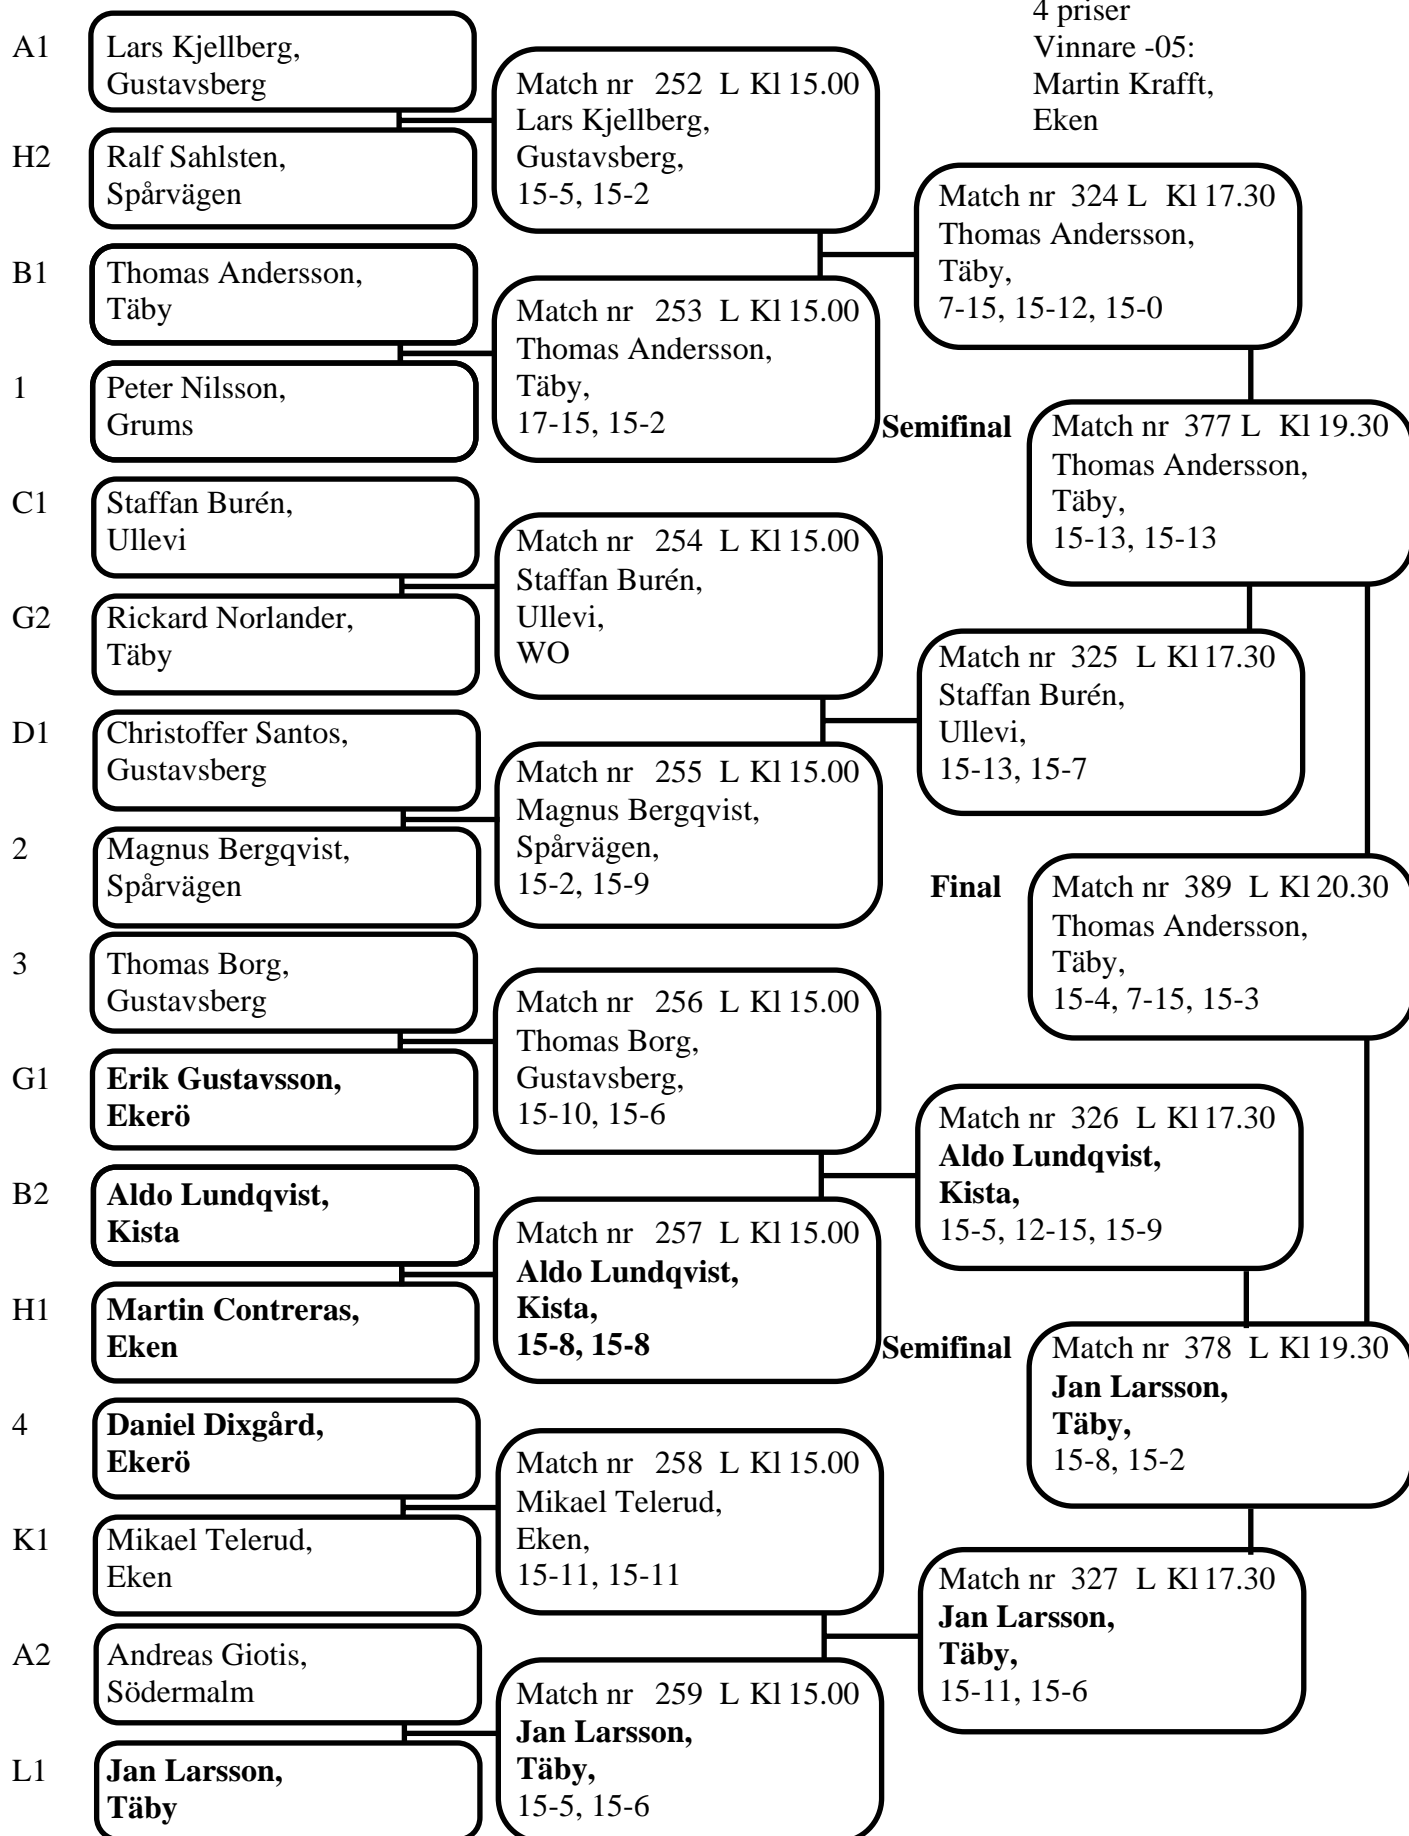 4 priser
Vinnare -05:
Martin Krafft,
Eken
A1
Lars Kjellberg,
Gustavsberg
H2
Ralf Sahlsten,
Spårvägen
B1
Thomas Andersson,
Täby
1
Peter Nilsson,
Grums
C1
Staffan Burén,
Ullevi
G2
Rickard Norlander,
Täby
D1
Christoffer Santos,
Gustavsberg
2
Magnus Bergqvist,
Spårvägen
3
Thomas Borg,
Gustavsberg
G1
Erik Gustavsson,
Ekerö
B2
Aldo Lundqvist,
Kista
H1
Martin Contreras,
Eken
4
Daniel Dixgård,
Ekerö
K1
Mikael Telerud,
Eken
A2
Andreas Giotis,
Södermalm
L1
Jan Larsson,
Täby
Match nr 252 L Kl 15.00
Lars Kjellberg,
Gustavsberg,
15-5, 15-2
Match nr 253 L Kl 15.00
Thomas Andersson,
Täby,
17-15, 15-2
Match nr 254 L Kl 15.00
Staffan Burén,
Ullevi,
WO
Match nr 255 L Kl 15.00
Magnus Bergqvist,
Spårvägen,
15-2, 15-9
Match nr 256 L Kl 15.00
Thomas Borg,
Gustavsberg,
15-10, 15-6
Match nr 257 L Kl 15.00
Aldo Lundqvist,
Kista,
15-8, 15-8
Match nr 258 L Kl 15.00
Mikael Telerud,
Eken,
15-11, 15-11
Match nr 259 L Kl 15.00
Jan Larsson,
Täby,
15-5, 15-6
Match nr 324 L Kl 17.30
Thomas Andersson,
Täby,
7-15, 15-12, 15-0
Match nr 325 L Kl 17.30
Staffan Burén,
Ullevi,
15-13, 15-7
Match nr 326 L Kl 17.30
Aldo Lundqvist,
Kista,
15-5, 12-15, 15-9
Match nr 327 L Kl 17.30
Jan Larsson,
Täby,
15-11, 15-6
Semifinal
Match nr 377 L Kl 19.30
Thomas Andersson,
Täby,
15-13, 15-13
Final
Match nr 389 L Kl 20.30
Thomas Andersson,
Täby,
15-4, 7-15, 15-3
Semifinal
Match nr 378 L Kl 19.30
Jan Larsson,
Täby,
15-8, 15-2